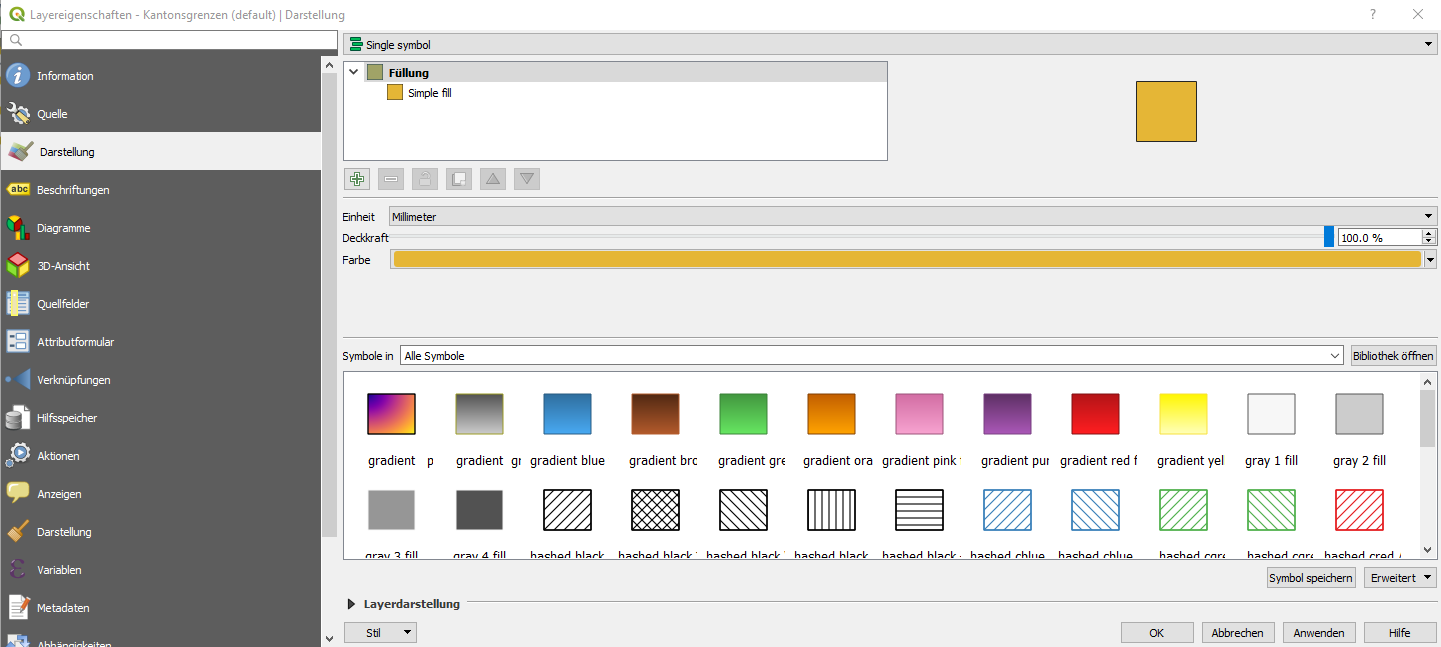 Layereigenschaften - Kantonsgrenzen (default) | Darstellung
Information
Quelle
Darstellung
abc Beschriftungen
Diagramme
3D-Ansicht
Quellfelder
Attributformular
Verknüpfungen
Hilfsspeicher
Aktionen
Anzeigen
Darstellung
Variablen
Metadaten
Abhängigkeiten
Single symbol
Füllung
Simple fill
Einheit Millimeter
Deckkraft 100.0 %
Farbe
Symbole in Alle Symbole Bibliothek öffnen
gradient p gradient gr gradient blue gradient bro gradient gre gradient ora gradient pink gradient pur gradient red f gradient yel gray 1 fill gray 2 fill
gray 3 fill gray 4 fill hashed black hashed black hashed black hashed black hashed black hashed cblue hashed cblue hashed cgre hashed cgre hashed cred /
Symbol speichern Erweitert
Layerdarstellung
Stil OK Abbrechen Anwenden Hilfe